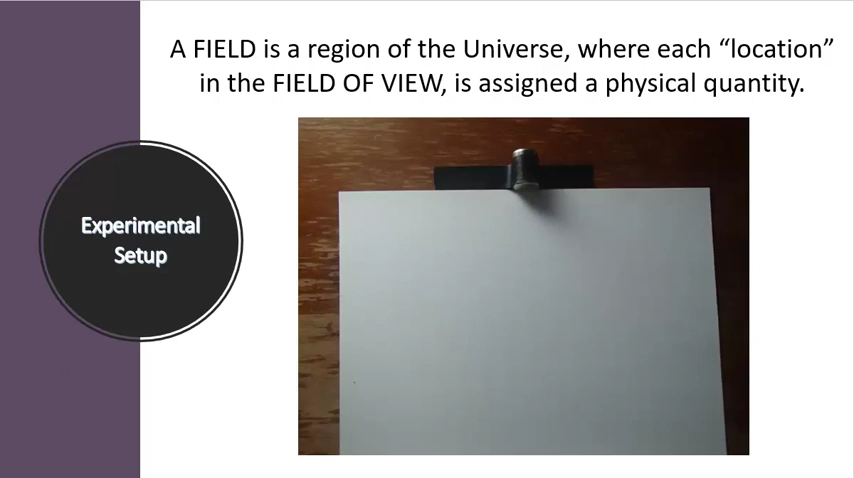 A FIELD is a region of the Universe, where each “location”
in the FIELD OF VIEW, is assigned a physical quantity.
Experimental
Setup